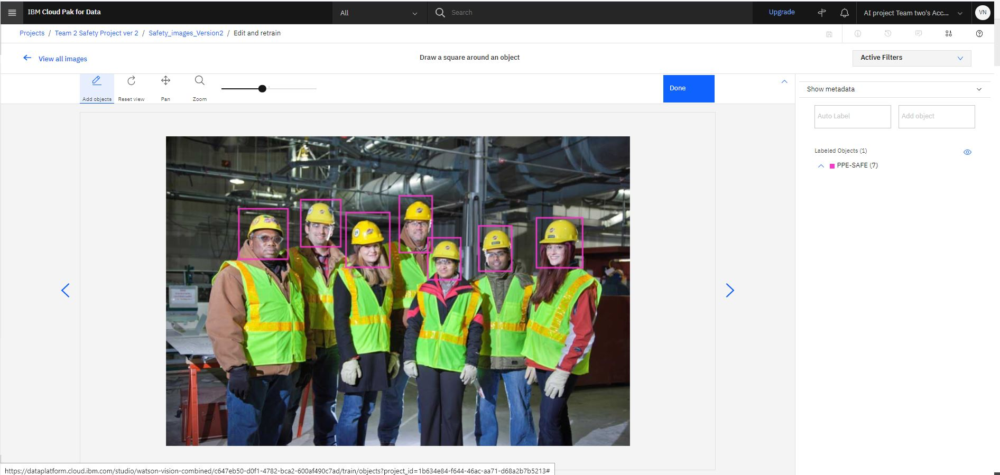 IBM Cloud Pak for Data
All
Search
Upgrade
AI project Team two's Acc...
VN
Projects / Team 2 Safety Project ver 2 / Safety_images_Version2 / Edit and retrain
View all images
Draw a square around an object
Active Filters
Add objects
Reset view
Pan
Zoom
Done
Show metadata
Auto Label
Add object
Labeled Objects (1)
PPE-SAFE (7)
https://dataplatform.cloud.ibm.com/studio/watson-vision-combined/c647eb50-d0f1-4782-bca2-600af490c7ad/train/objects?project_id=1b634e84-f644-46ac-aa71-d68a2b7b5213#